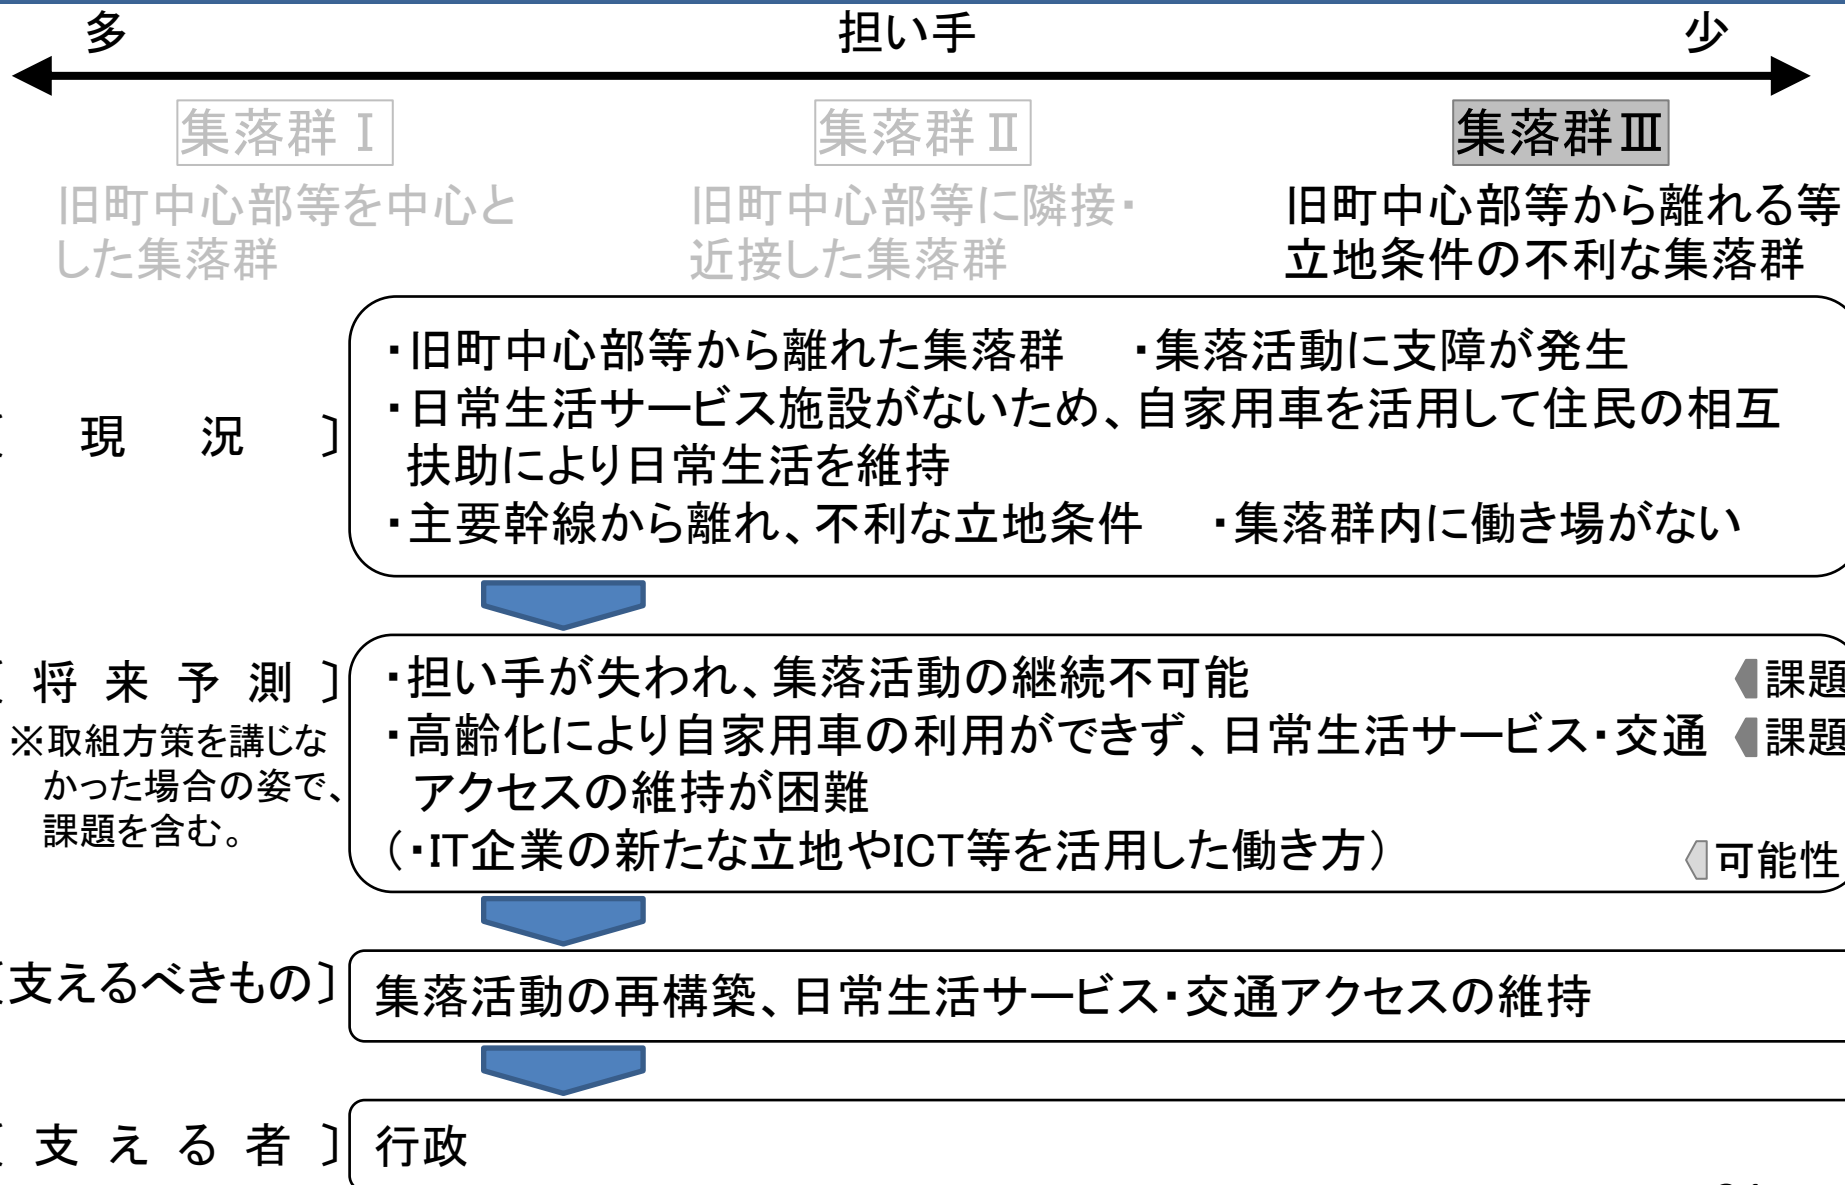 多 担い手 少
集落群Ⅰ 集落群Ⅱ 集落群Ⅲ
旧町中心部等を中心と
した集落群
旧町中心部等に隣接・
近接した集落群
旧町中心部等から離れる等
立地条件の不利な集落群
〔現況〕
・旧町中心部等から離れた集落群 ・集落活動に支障が発生
・日常生活サービス施設がないため、自家用車を活用して住民の相互
扶助により日常生活を維持
・主要幹線から離れ、不利な立地条件 ・集落群内に働き場がない
〔将来予測〕
※取組方策を講じな
かった場合の姿で、
課題を含む。
・担い手が失われ、集落活動の継続不可能 課題
・高齢化により自家用車の利用ができず、日常生活サービス・交通 課題
アクセスの維持が困難
(・IT企業の新たな立地やICT等を活用した働き方) 可能性
〔支えるべきもの〕
集落活動の再構築、日常生活サービス・交通アクセスの維持
〔支える者〕
行政